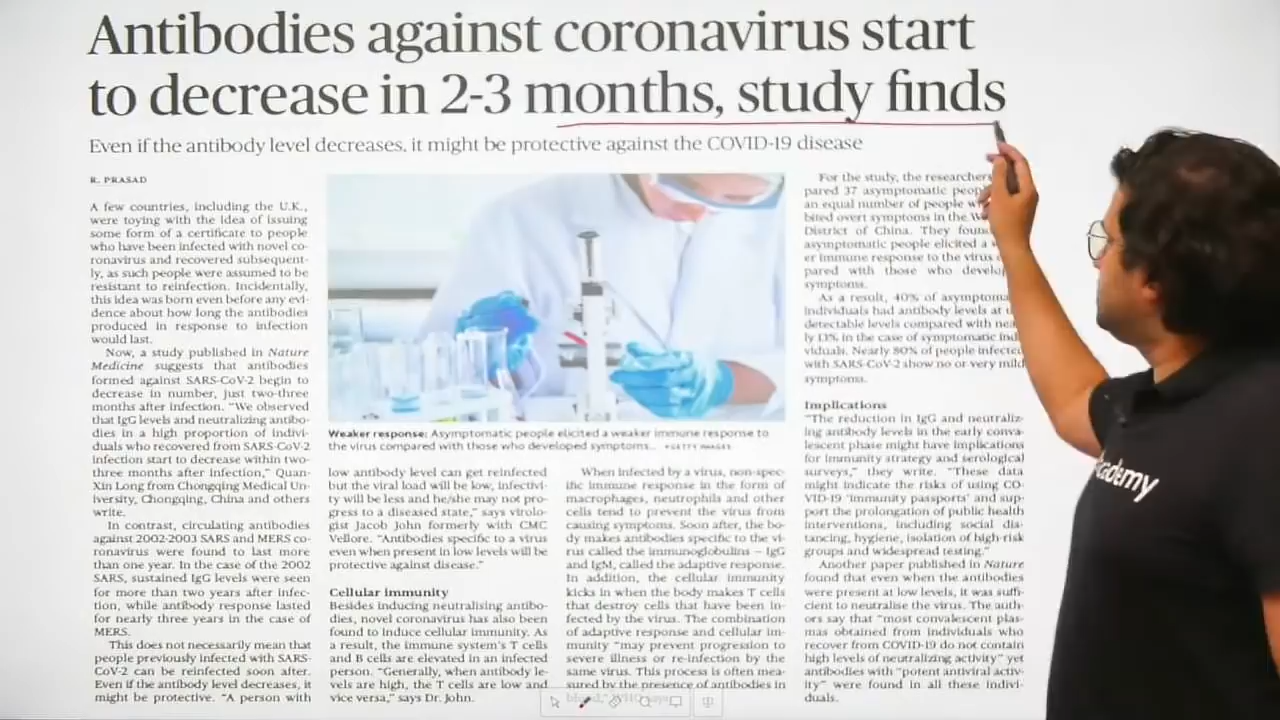 Antibodies against coronavirus start
to decrease in 2-3 months, study finds
Even if the antibody level decreases, it might be protective against the COVID-19 disease
R. PRASAD
A few countries, including the U.K.,
were toying with the idea of issuing
some form of a certificate to people
who have been infected with novel co-
ronavirus and recovered subsequent-
ly, as such people were assumed to be
resistant to reinfection. Incidentally,
this idea was born even before any evi-
dence about how long the antibodies
produced in response to infection
would last.
Now, a study published in Nature
Medicine suggests that antibodies
formed against SARS-CoV-2 begin to
decrease in number, just two-three
months after infection. “We observed
that IgG levels and neutralizing antibo-
dies in a high proportion of indivi-
duals who recovered from SARS-CoV-2
infection start to decrease within two-
three months after infection,” Quan-
Xin Long from Chongqing Medical Un-
iversity, Chongqing, China and others
write.
In contrast, circulating antibodies
against 2002-2003 SARS and MERS co-
ronavirus were found to last more
than one year. In the case of the 2002
SARS, sustained IgG levels were seen
for more than two years after infec-
tion, while antibody response lasted
for nearly three years in the case of
MERS.
This does not necessarily mean that
people previously infected with SARS-
CoV-2 can be reinfected soon after.
Even if the antibody level decreases, it
might be protective. “A person with
Weaker response: Asymptomatic people elicited a weaker immune response to
the virus compared with those who developed symptoms. GETTY IMAGES
low antibody level can get reinfected
but the viral load will be low, infectivi-
ty will be less and he/she may not pro-
gress to a diseased state,” says virolo-
gist Jacob John formerly with CMC
Vellore. “Antibodies specific to a virus
even when present in low levels will be
protective against disease.”
Cellular immunity
Besides inducing neutralising antibo-
dies, novel coronavirus has also been
found to induce cellular immunity. As
a result, the immune system's T cells
and B cells are elevated in an infected
person. “Generally, when antibody le-
vels are high, the T cells are low and
vice versa,” says Dr. John.
When infected by a virus, non-spec-
ific immune response in the form of
macrophages, neutrophils and other
cells tend to prevent the virus from
causing symptoms. Soon after, the bo-
dy makes antibodies specific to the vi-
rus called the immunoglobulins – IgG
and IgM, called the adaptive response.
In addition, the cellular immunity
kicks in when the body makes T cells
that destroy cells that have been in-
fected by the virus. The combination
of adaptive response and cellular im-
munity “may prevent progression to
severe illness or re-infection by the
same virus. This process is often mea-
sured by the presence of antibodies in
For the study, the researchers
pared 37 asymptomatic peop
an equal number of people w
bited overt symptoms in the
District of China. They foun
asymptomatic people elicited a
er immune response to the virus
pared with those who develo
symptoms.
As a result, 40% of asymptoma
individuals had antibody levels at
detectable levels compared with nea
ly 13% in the case of symptomatic indi
viduals. Nearly 80% of people infecte
with SARS-CoV-2 show no or very mild
symptoms.
Implications
“The reduction in IgG and neutraliz-
ing antibody levels in the early conva-
lescent phase might have implications
for immunity strategy and serological
surveys,” they write. “These data
might indicate the risks of using CO-
VID-19 ‘immunity passports’ and sup-
port the prolongation of public health
interventions, including social dis-
tancing, hygiene, isolation of high-risk
groups and widespread testing.”
Another paper published in Nature
found that even when the antibodies
were present at low levels, it was suffi-
cient to neutralise the virus. The auth-
ors say that “most convalescent plas-
mas obtained from individuals who
recover from COVID-19 do not contain
high levels of neutralizing activity” yet
antibodies with “potent antiviral activ-
ity” were found in all these indivi-
duals.
cademy